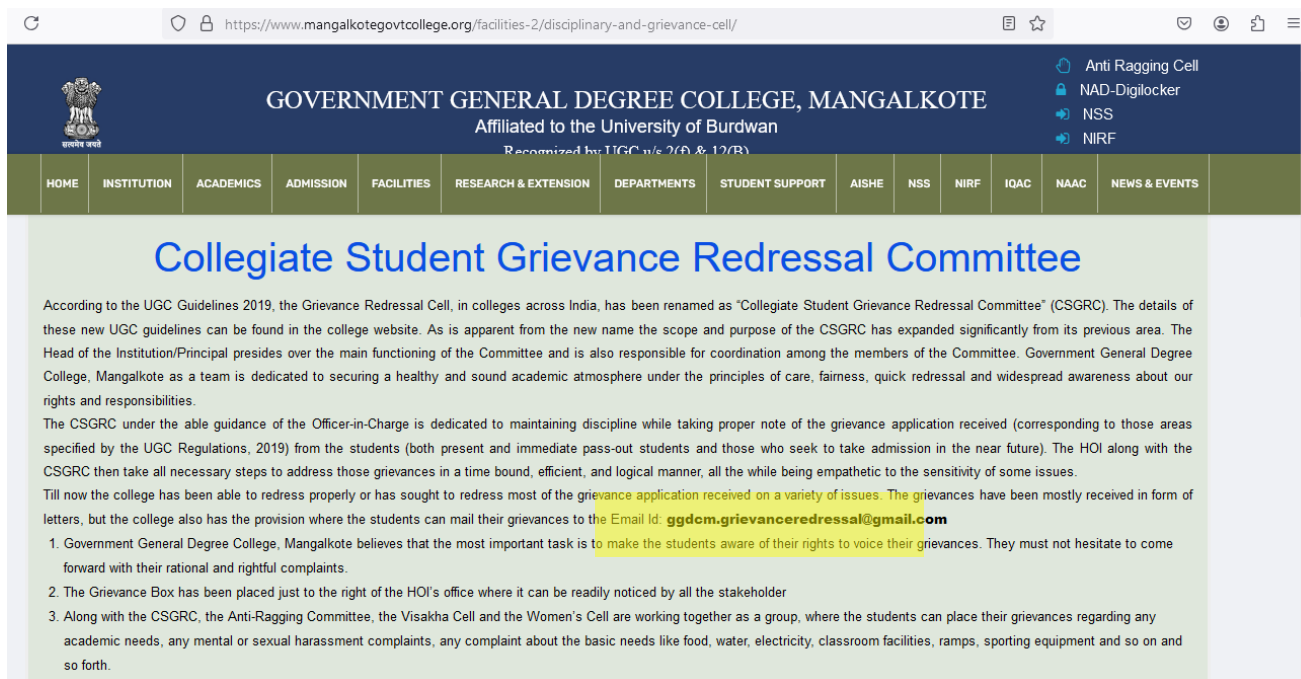 https://www.mangalkotegovtcollege.org/facilities-2/disciplinary-and-grievance-cell/
Anti Ragging Cell
NAD-Digilocker
NSS
NIRF
सत्यमेव जयते
GOVERNMENT GENERAL DEGREE COLLEGE, MANGALKOTE
Affiliated to the University of Burdwan
Recognized by UGC u/s 2(f) & 12(B)
HOME INSTITUTION ACADEMICS ADMISSION FACILITIES RESEARCH & EXTENSION DEPARTMENTS STUDENT SUPPORT AISHE NSS NIRF IQAC NAAC NEWS & EVENTS
Collegiate Student Grievance Redressal Committee
According to the UGC Guidelines 2019, the Grievance Redressal Cell, in colleges across India, has been renamed as “Collegiate Student Grievance Redressal Committee” (CSGRC). The details of
these new UGC guidelines can be found in the college website. As is apparent from the new name the scope and purpose of the CSGRC has expanded significantly from its previous area. The
Head of the Institution/Principal presides over the main functioning of the Committee and is also responsible for coordination among the members of the Committee. Government General Degree
College, Mangalkote as a team is dedicated to securing a healthy and sound academic atmosphere under the principles of care, fairness, quick redressal and widespread awareness about our
rights and responsibilities.
The CSGRC under the able guidance of the Officer-in-Charge is dedicated to maintaining discipline while taking proper note of the grievance application received (corresponding to those areas
specified by the UGC Regulations, 2019) from the students (both present and immediate pass-out students and those who seek to take admission in the near future). The HOI along with the
CSGRC then take all necessary steps to address those grievances in a time bound, efficient, and logical manner, all the while being empathetic to the sensitivity of some issues.
Till now the college has been able to redress properly or has sought to redress most of the grievance application received on a variety of issues. The grievances have been mostly received in form of
letters, but the college also has the provision where the students can mail their grievances to the Email Id: ggdcm.grievanceredressal@gmail.com
1. Government General Degree College, Mangalkote believes that the most important task is to make the students aware of their rights to voice their grievances. They must not hesitate to come
forward with their rational and rightful complaints.
2. The Grievance Box has been placed just to the right of the HOI’s office where it can be readily noticed by all the stakeholder
3. Along with the CSGRC, the Anti-Ragging Committee, the Visakha Cell and the Women’s Cell are working together as a group, where the students can place their grievances regarding any
academic needs, any mental or sexual harassment complaints, any complaint about the basic needs like food, water, electricity, classroom facilities, ramps, sporting equipment and so on and
so forth.